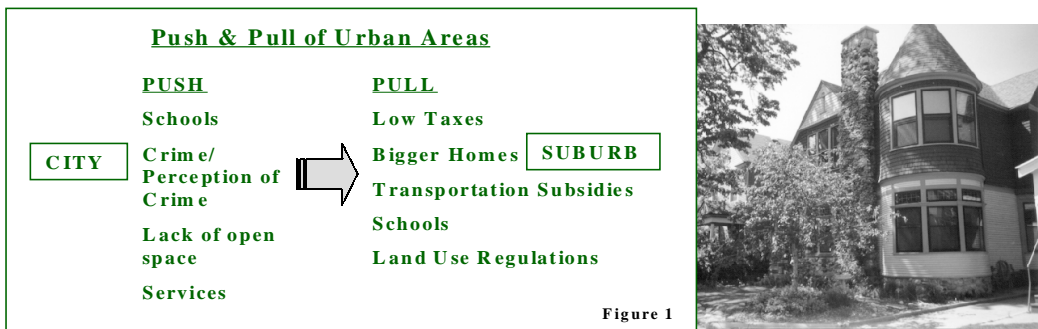 Push & Pull of Urban Areas
PUSH
Schools
Crime/
Perception of
Crime
Lack of open
space
Services
CITY
PULL
Low Taxes
Bigger Homes
Transportation Subsidies
Schools
Land Use Regulations
SUBURB
Figure 1